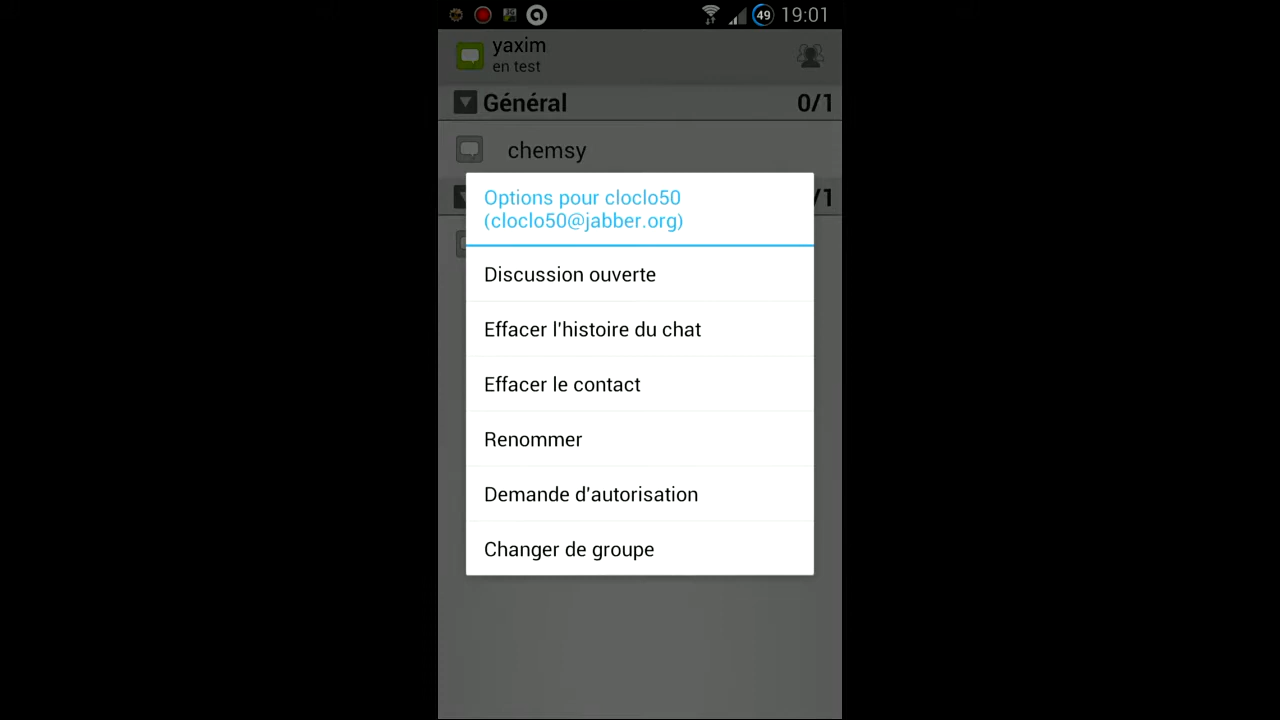 49 19:01
yaxim
en test
Général 0/1
chemsy
/1
Options pour cloclo50
(cloclo50@jabber.org)
Discussion ouverte
Effacer l'histoire du chat
Effacer le contact
Renommer
Demande d'autorisation
Changer de groupe